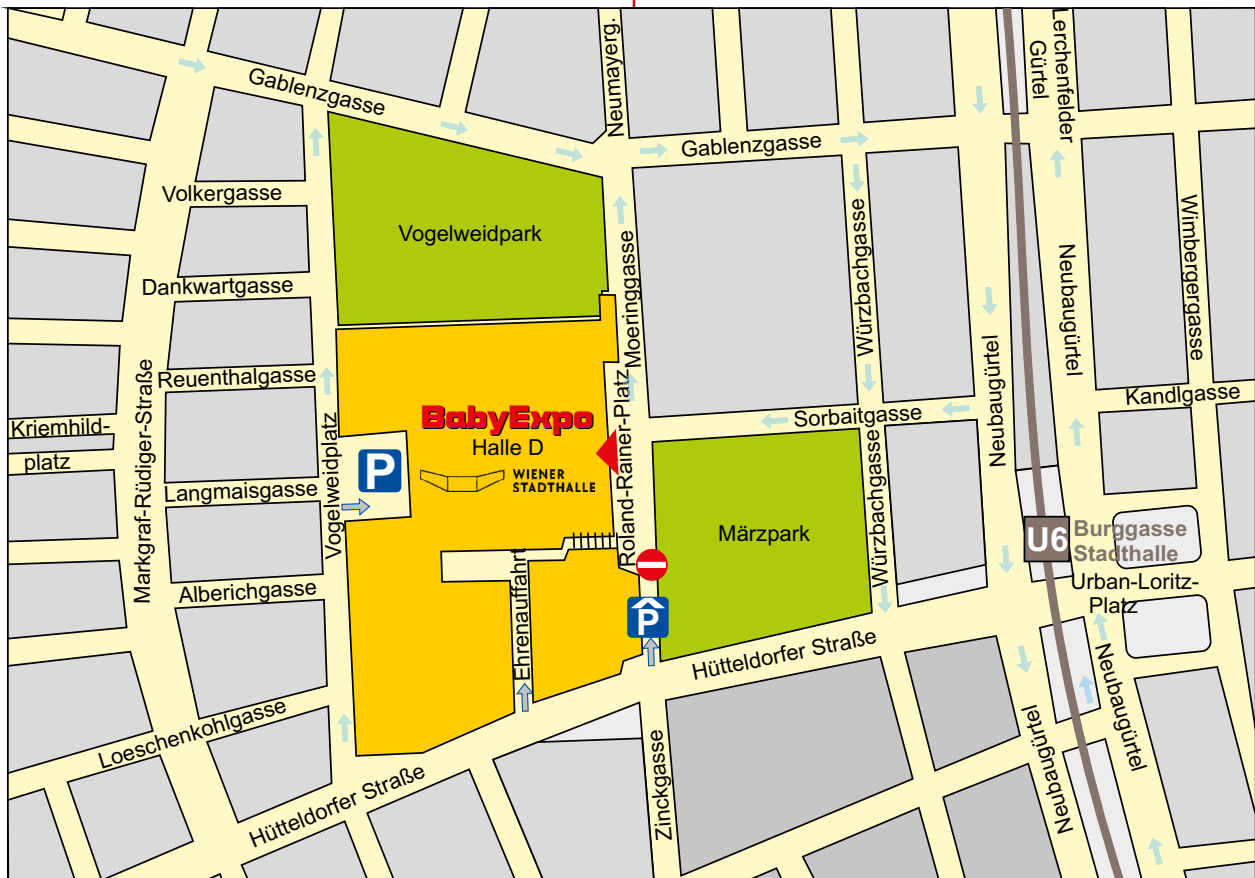 Neumayerg.
Lerchenfelder
Gürtel
Gablenzgasse
Gablenzgasse
Volkergasse
Vogelweidpark
Dankwartgasse
Moeringgasse
Würzbachgasse
Neubaugürtel
Neubaugürtel
Wimbergergasse
Reuenthalgasse
Markgraf-Rüdiger-Straße
Kriemhild-
platz
BabyExpo
Halle D
WIENER
STADTHALLE
P
Vogelweidplatz
Roland-Rainer-Platz
Sorbaitgasse
Kandlgasse
Langmaisgasse
Märzpark
Würzbachgasse
U6
Burggasse
Stadthalle
Urban-Loritz-
Platz
Alberichgasse
Ehrenauffahrt
P
Hütteldorfer Straße
Loeschenkohlgasse
Hütteldorfer Straße
Zinckgasse
Neubaugürtel
Neubaugürtel